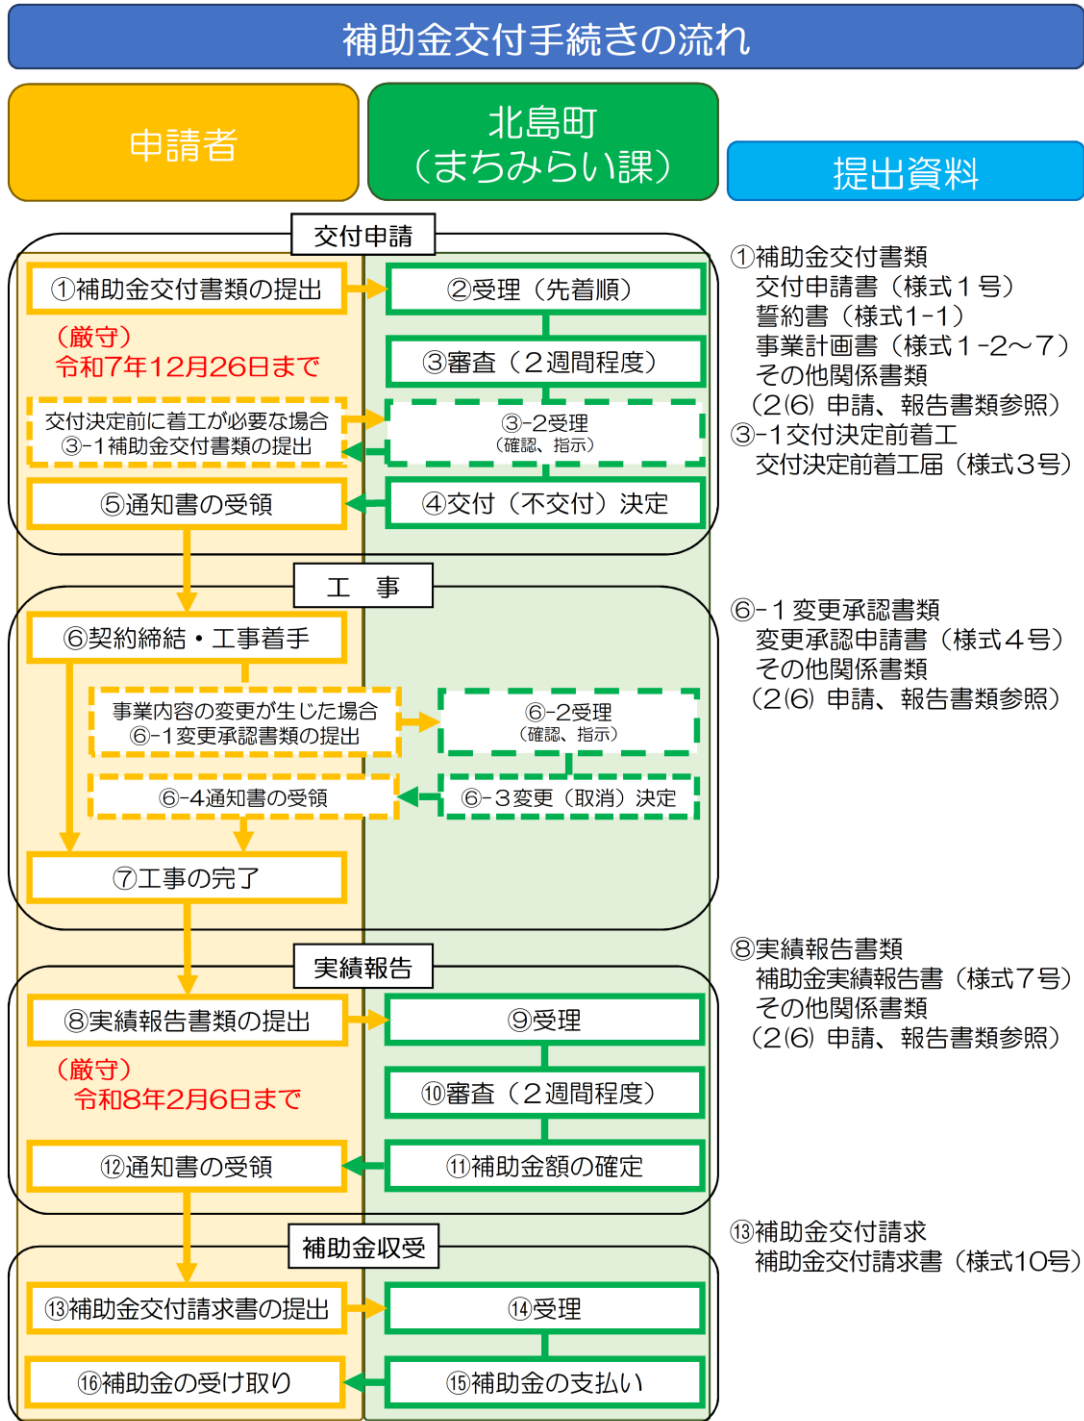 補助金交付手続きの流れ
申請者
北島町
（まちみらい課）
提出資料
交付申請
①補助金交付書類の提出
②受理（先着順）
（厳守）
令和7年12月26日まで
③審査（２週間程度）
交付決定前に着工が必要な場合
③-1補助金交付書類の提出
③-2受理
（確認、指示）
⑤通知書の受領
④交付（不交付）決定
①補助金交付書類
交付申請書（様式１号）
誓約書（様式1-1）
事業計画書（様式１-２～７）
その他関係書類
（２⑹ 申請、報告書類参照）
③-1交付決定前着工
交付決定前着工届（様式３号）
工　事
⑥契約締結・工事着手
事業内容の変更が生じた場合
⑥-1変更承認書類の提出
⑥-2受理
（確認、指示）
⑥-4通知書の受領
⑥-3変更（取消）決定
⑦工事の完了
⑥-１変更承認書類
変更承認申請書（様式４号）
その他関係書類
（２⑹ 申請、報告書類参照）
実績報告
⑧実績報告書類の提出
⑨受理
（厳守）
令和8年2月6日まで
⑩審査（２週間程度）
⑫通知書の受領
⑪補助金額の確定
⑧実績報告書類
補助金実績報告書（様式７号）
その他関係書類
（２⑹ 申請、報告書類参照）
補助金収受
⑬補助金交付請求書の提出
⑭受理
⑯補助金の受け取り
⑮補助金の支払い
⑬補助金交付請求
補助金交付請求書（様式10号）